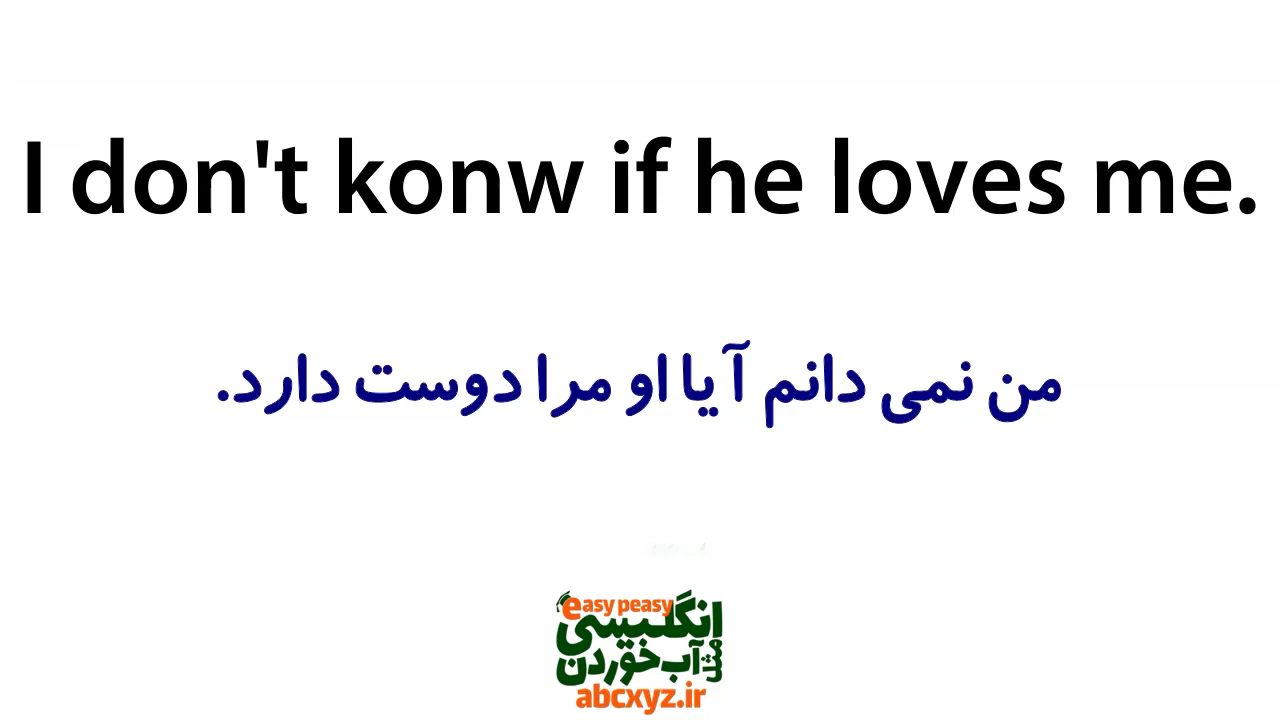 I don't konw if he loves me.
من نمی دانم آیا او مرا دوست دارد.
easy peasy
انگلیسی
مثل آب خوردن
abcxyz.ir